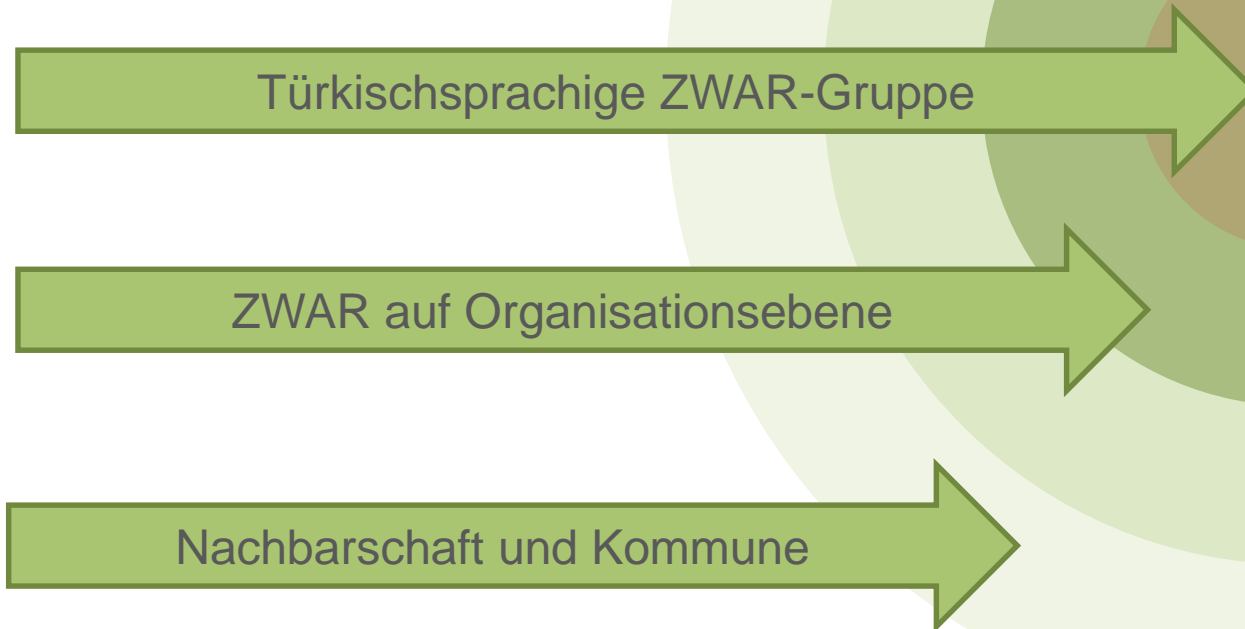 Türkischsprachige ZWAR-Gruppe
ZWAR auf Organisationsebene
Nachbarschaft und Kommune